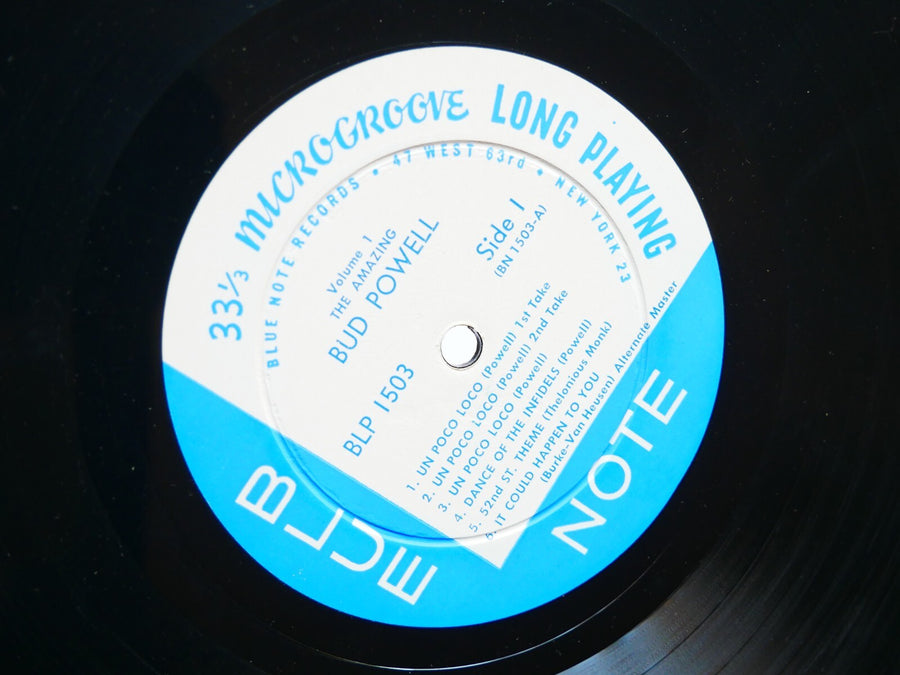 33⅓ MICROGROOVE LONG PLAYING
BLUE NOTE RECORDS • 47 WEST 63rd • NEW YORK 23
Volume 1
THE AMAZING
BUD POWELL
BLP 1503
Side 1
(BN 1503-A)
1. UN POCO LOCO (Powell) 1st Take
2. UN POCO LOCO (Powell) 2nd Take
3. UN POCO LOCO (Powell)
4. DANCE OF THE INFIDELS (Powell)
5. 52nd ST. THEME (Thelonious Monk)
6. IT COULD HAPPEN TO YOU
(Burke-Van Heusen) Alternate Master
BLUE
NOTE